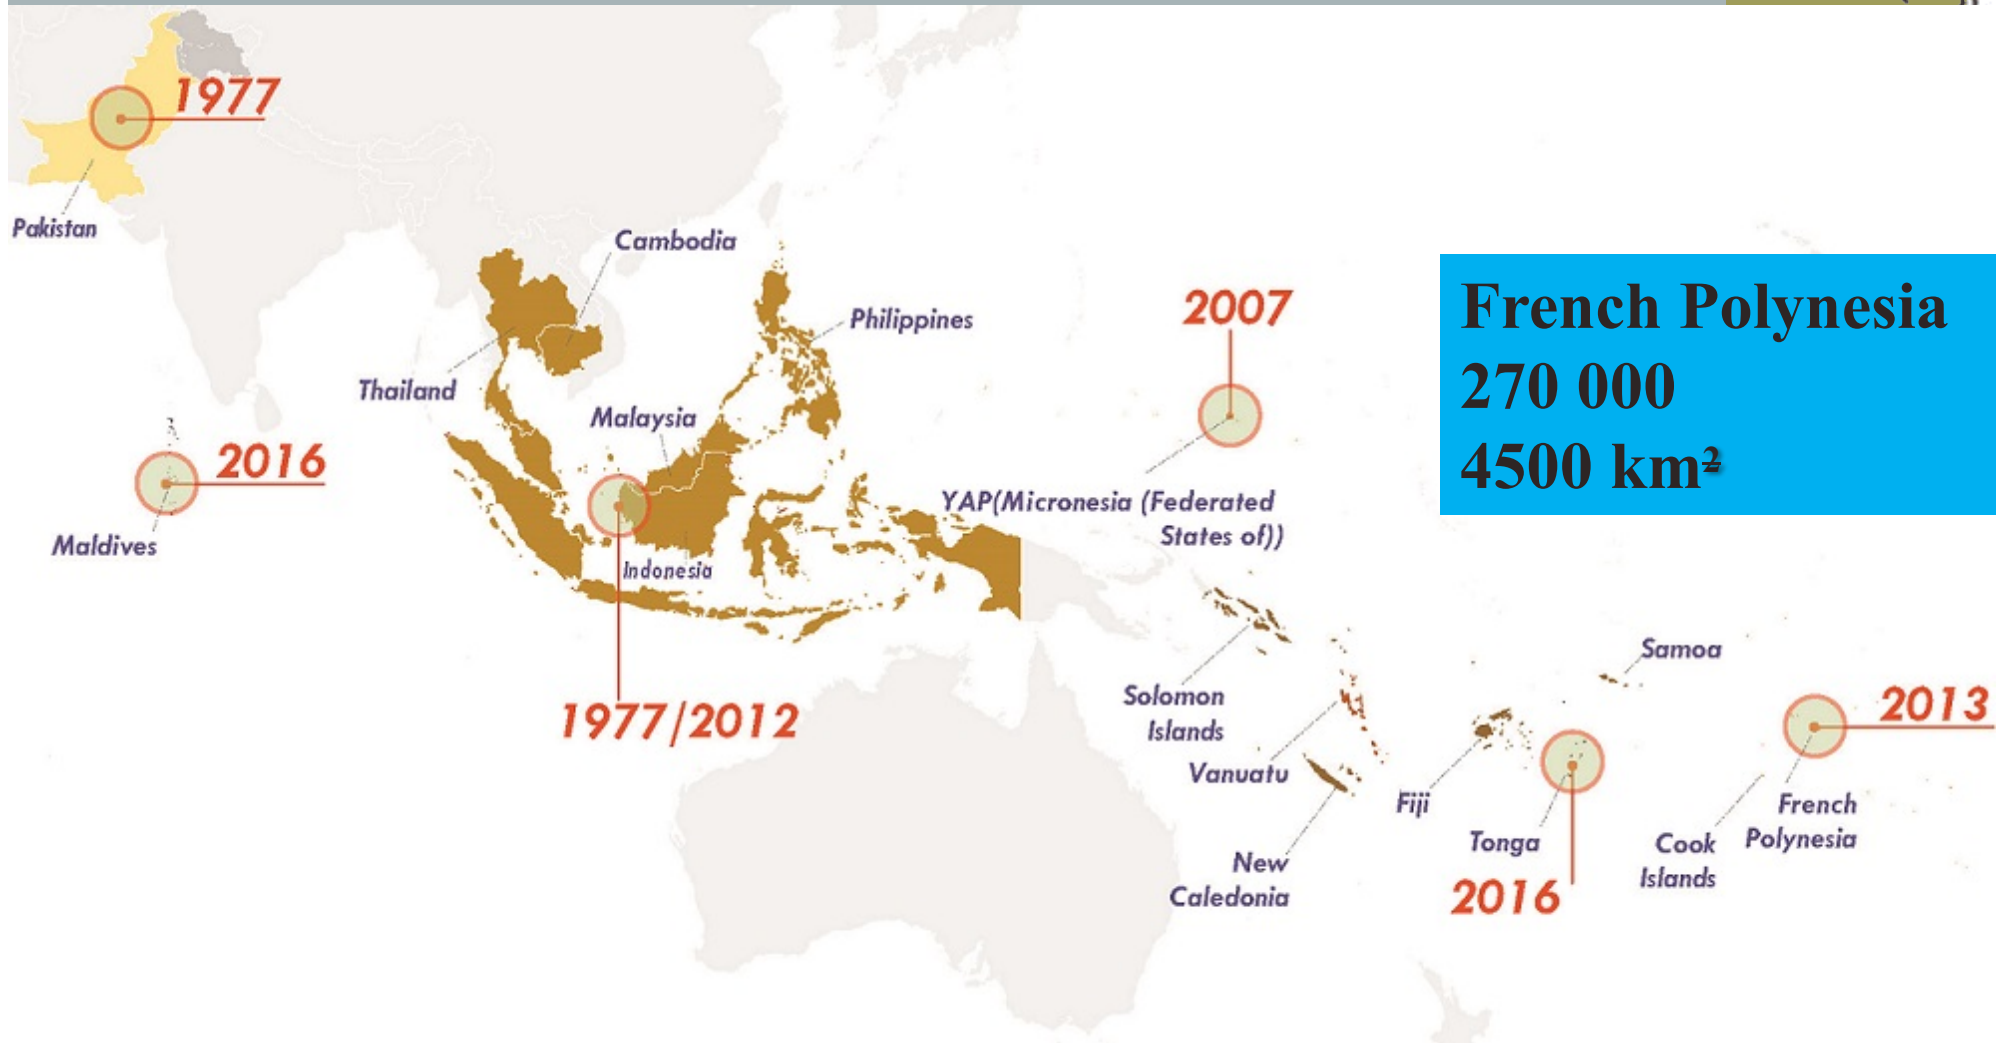 1977
Pakistan
Cambodia
Philippines
2007
French Polynesia
270 000
4500 km²
Thailand
Malaysia
2016
Maldives
YAP(Micronesia (Federated
States of))
Indonesia
1977/2012
Solomon
Islands
Samoa
2013
Vanuatu
Fiji
French
Polynesia
Tonga
Cook
Islands
New
Caledonia
2016